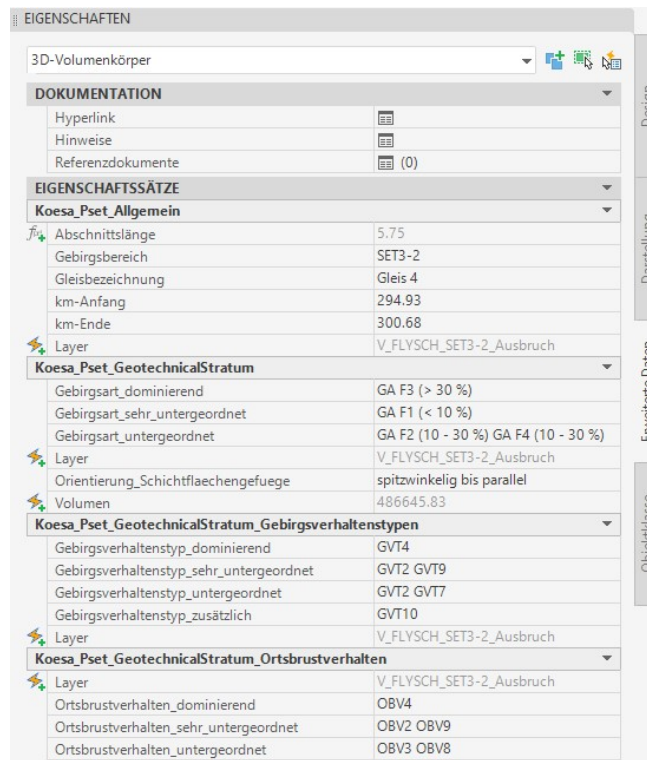 EIGENSCHAFTEN
3D-Volumenkörper
DOKUMENTATION
Hyperlink
Hinweise
Referenzdokumente (0)
EIGENSCHAFTSSÄTZE
Koesa_Pset_Allgemein
Abschnittslänge 5.75
Gebirgsbereich SET3-2
Gleisbezeichnung Gleis 4
km-Anfang 294.93
km-Ende 300.68
Layer V_FLYSCH_SET3-2_Ausbruch
Koesa_Pset_GeotechnicalStratum
Gebirgsart_dominierend GA F3 (> 30 %)
Gebirgsart_sehr_untergeordnet GA F1 (< 10 %)
Gebirgsart_untergeordnet GA F2 (10 - 30 %) GA F4 (10 - 30 %)
Layer V_FLYSCH_SET3-2_Ausbruch
Orientierung_Schichtflaechengefuege spitzwinkelig bis parallel
Volumen 486645.83
Koesa_Pset_GeotechnicalStratum_Gebirgsverhaltenstypen
Gebirgsverhaltenstyp_dominierend GVT4
Gebirgsverhaltenstyp_sehr_untergeordnet GVT2 GVT9
Gebirgsverhaltenstyp_untergeordnet GVT2 GVT7
Gebirgsverhaltenstyp_zusätzlich GVT10
Layer V_FLYSCH_SET3-2_Ausbruch
Koesa_Pset_GeotechnicalStratum_Ortsbrustverhalten
Layer V_FLYSCH_SET3-2_Ausbruch
Ortsbrustverhalten_dominierend OBV4
Ortsbrustverhalten_sehr_untergeordnet OBV2 OBV9
Ortsbrustverhalten_untergeordnet OBV3 OBV8
Design
Darstellung
Erweiterte Daten
Objektklasse